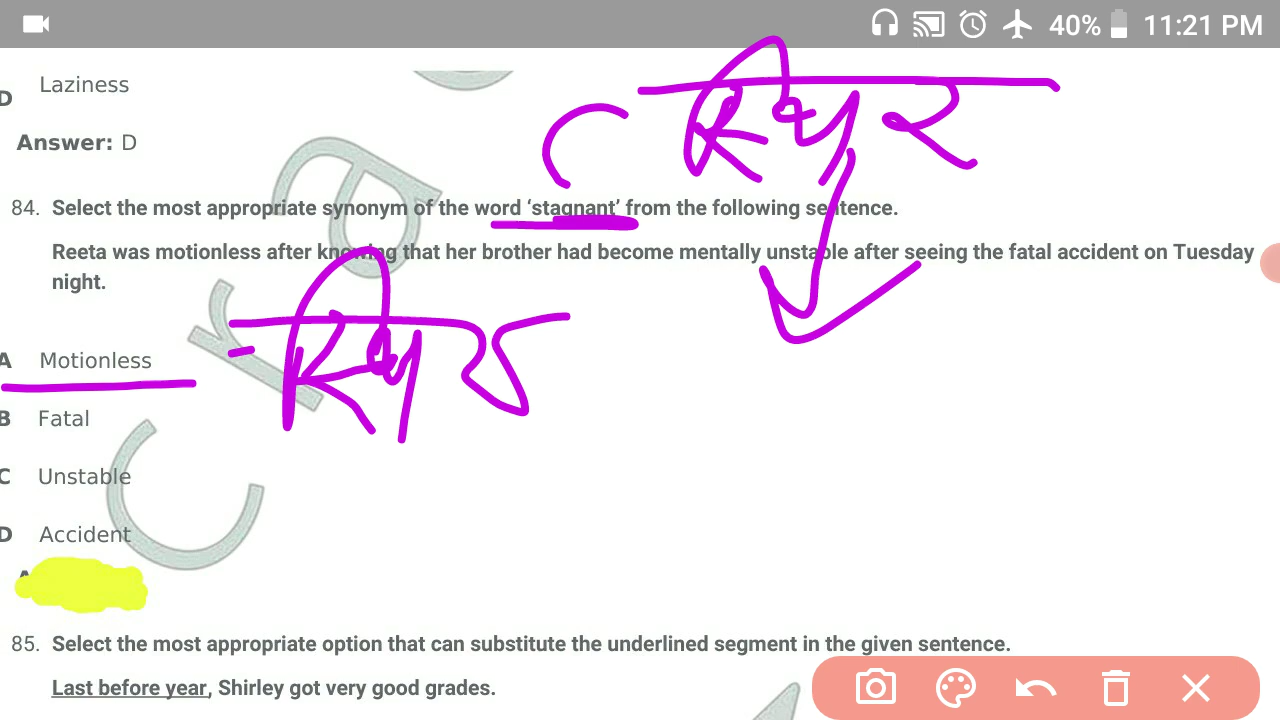 40% 11:21 PM
D Laziness
Answer: D
स्थिर
84. Select the most appropriate synonym of the word ‘stagnant’ from the following sentence.
Reeta was motionless after knowing that her brother had become mentally unstable after seeing the fatal accident on Tuesday
night.
A Motionless
B Fatal
C Unstable
D Accident
85. Select the most appropriate option that can substitute the underlined segment in the given sentence.
Last before year, Shirley got very good grades.